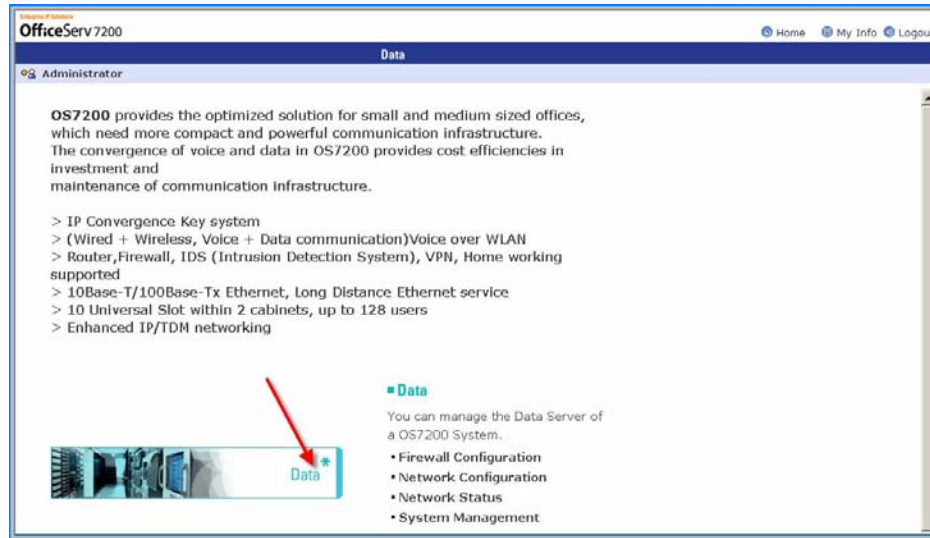 Enterprise IP Solutions
OfficeServ 7200
Home My Info Logou
Data
Administrator
OS7200 provides the optimized solution for small and medium sized offices,
which need more compact and powerful communication infrastructure.
The convergence of voice and data in OS7200 provides cost efficiencies in
investment and
maintenance of communication infrastructure.
> IP Convergence Key system
> (Wired + Wireless, Voice + Data communication)Voice over WLAN
> Router,Firewall, IDS (Intrusion Detection System), VPN, Home working
supported
> 10Base-T/100Base-Tx Ethernet, Long Distance Ethernet service
> 10 Universal Slot within 2 cabinets, up to 128 users
> Enhanced IP/TDM networking
Data*
▪ Data
You can manage the Data Server of
a OS7200 System.
• Firewall Configuration
• Network Configuration
• Network Status
• System Management